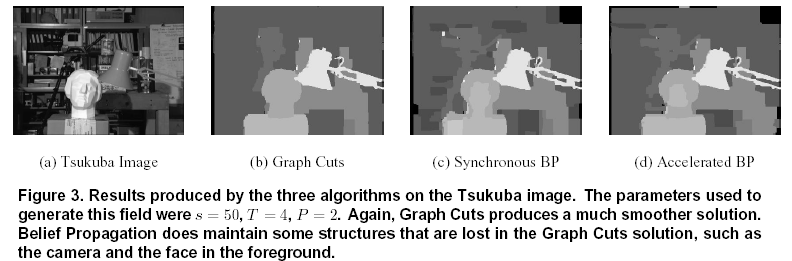 (a) Tsukuba Image (b) Graph Cuts (c) Synchronous BP (d) Accelerated BP
Figure 3. Results produced by the three algorithms on the Tsukuba image. The parameters used to
generate this field were s = 50, T = 4, P = 2. Again, Graph Cuts produces a much smoother solution.
Belief Propagation does maintain some structures that are lost in the Graph Cuts solution, such as
the camera and the face in the foreground.